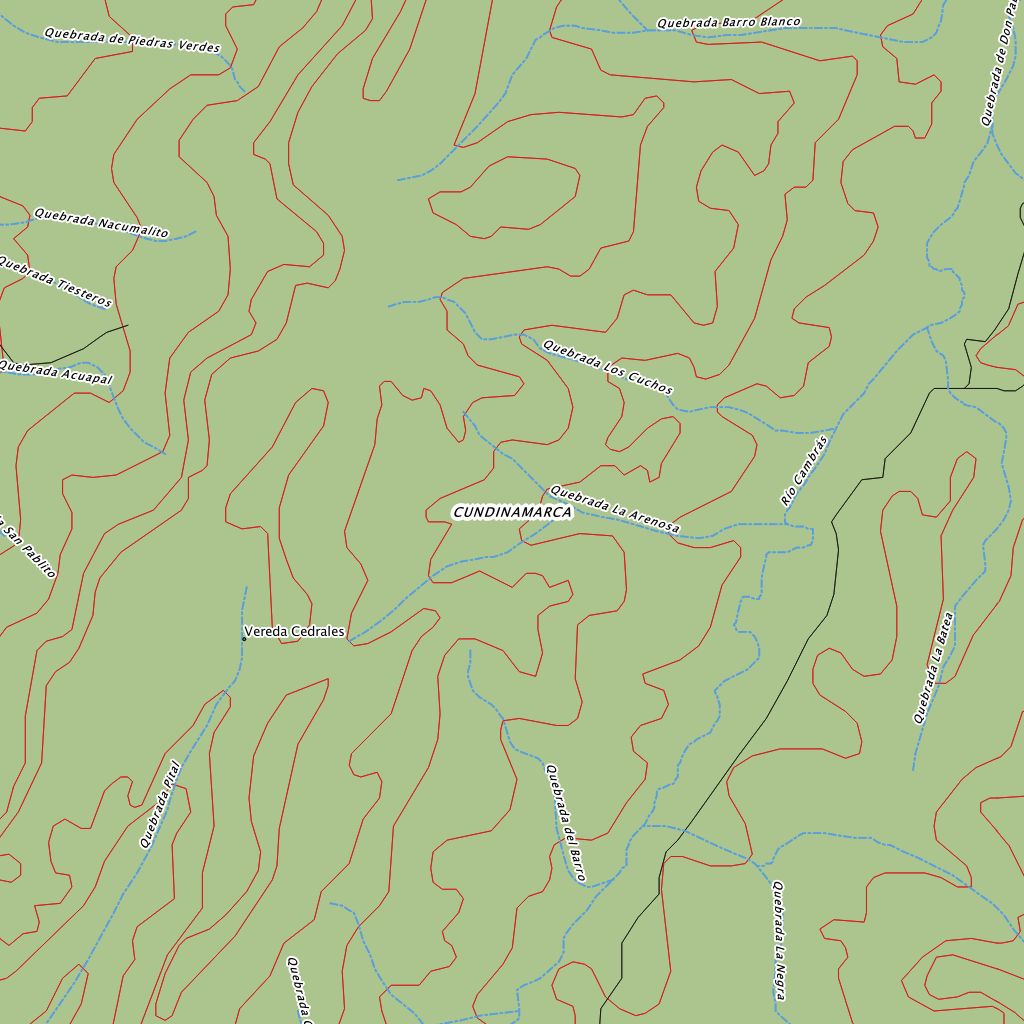 Quebrada Barro Blanco
Quebrada de Piedras Verdes
Quebrada de Don
Quebrada Nacumalito
Quebrada Tiesteros
Quebrada Los Cuchos
Quebrada Acuapal
Río Cambrás
Quebrada La Arenosa
CUNDINAMARCA
San Pablito
Vereda Cedrales
Quebrada La Batea
Quebrada Pital
Quebrada del Barro
Quebrada La Negra
Quebrada